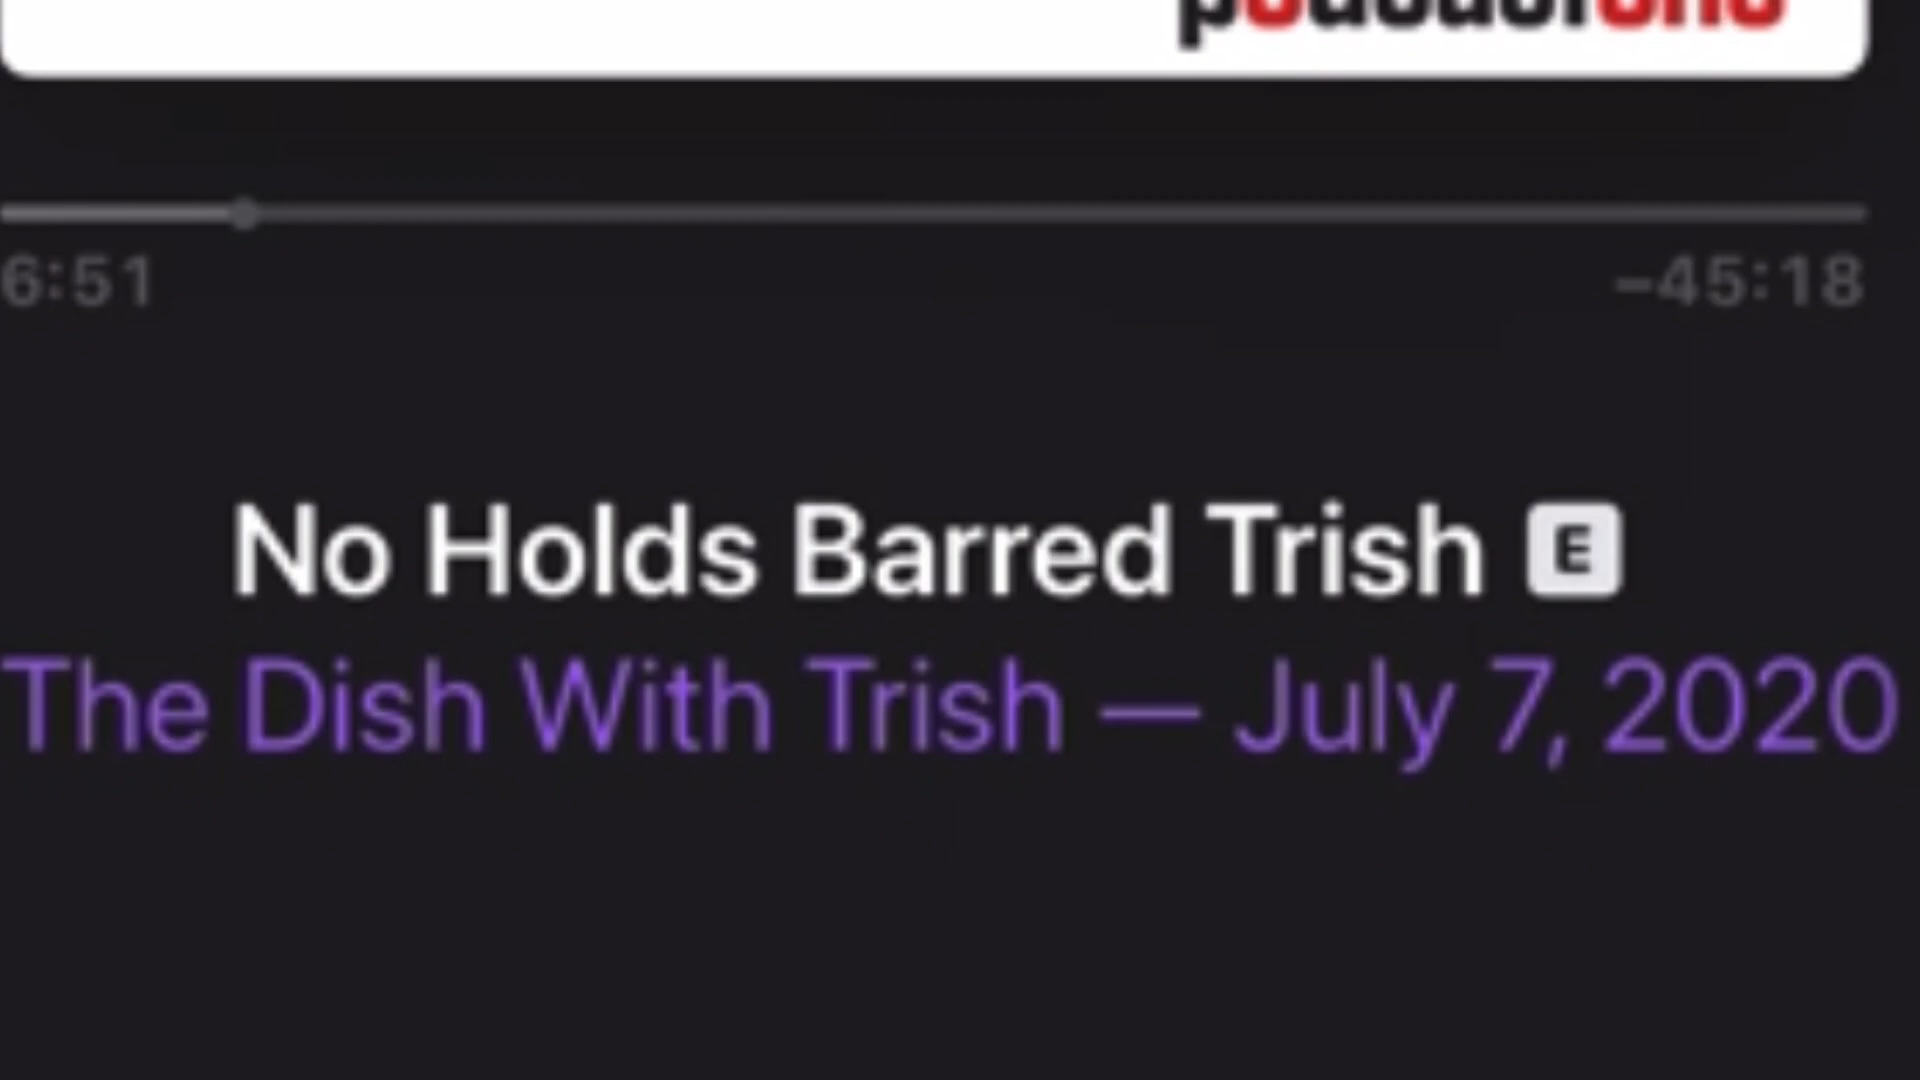 6:51
-45:18
No Holds Barred Trish E
The Dish With Trish — July 7, 2020